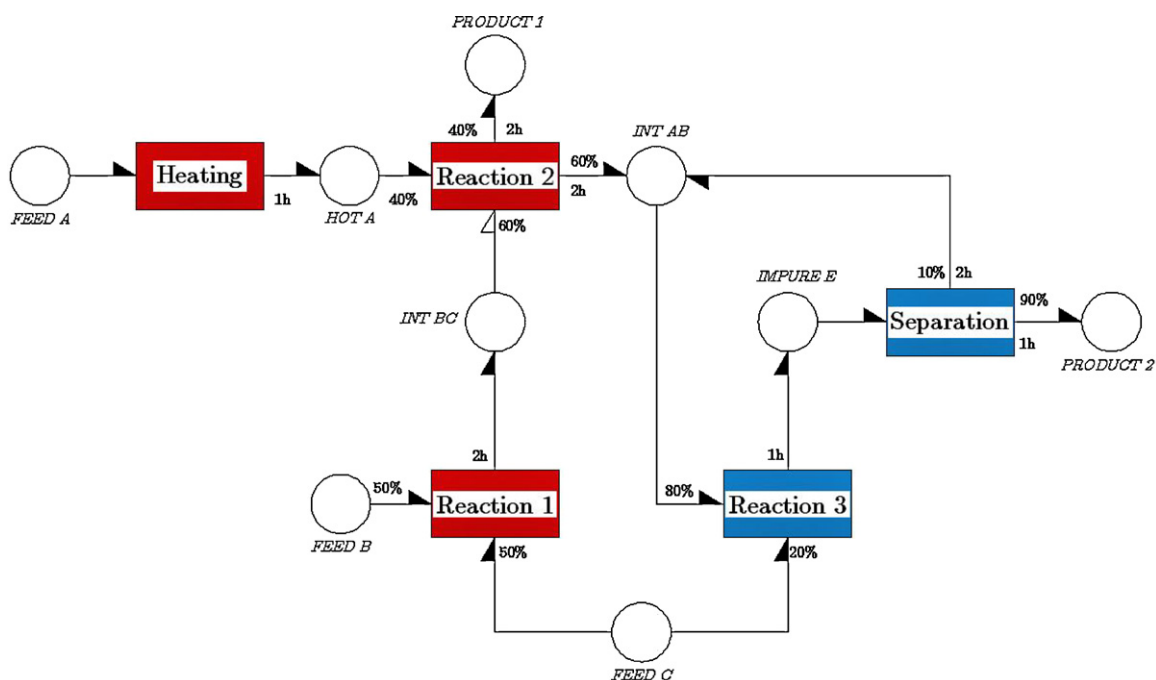 PRODUCT 1
40%
2h
INT AB
Heating
Reaction 2
60%
2h
1h
40%
FEED A
HOT A
60%
10%
2h
IMPURE E
90%
INT BC
Separation
1h
PRODUCT 2
2h
1h
50%
80%
Reaction 1
Reaction 3
FEED B
50%
20%
FEED C